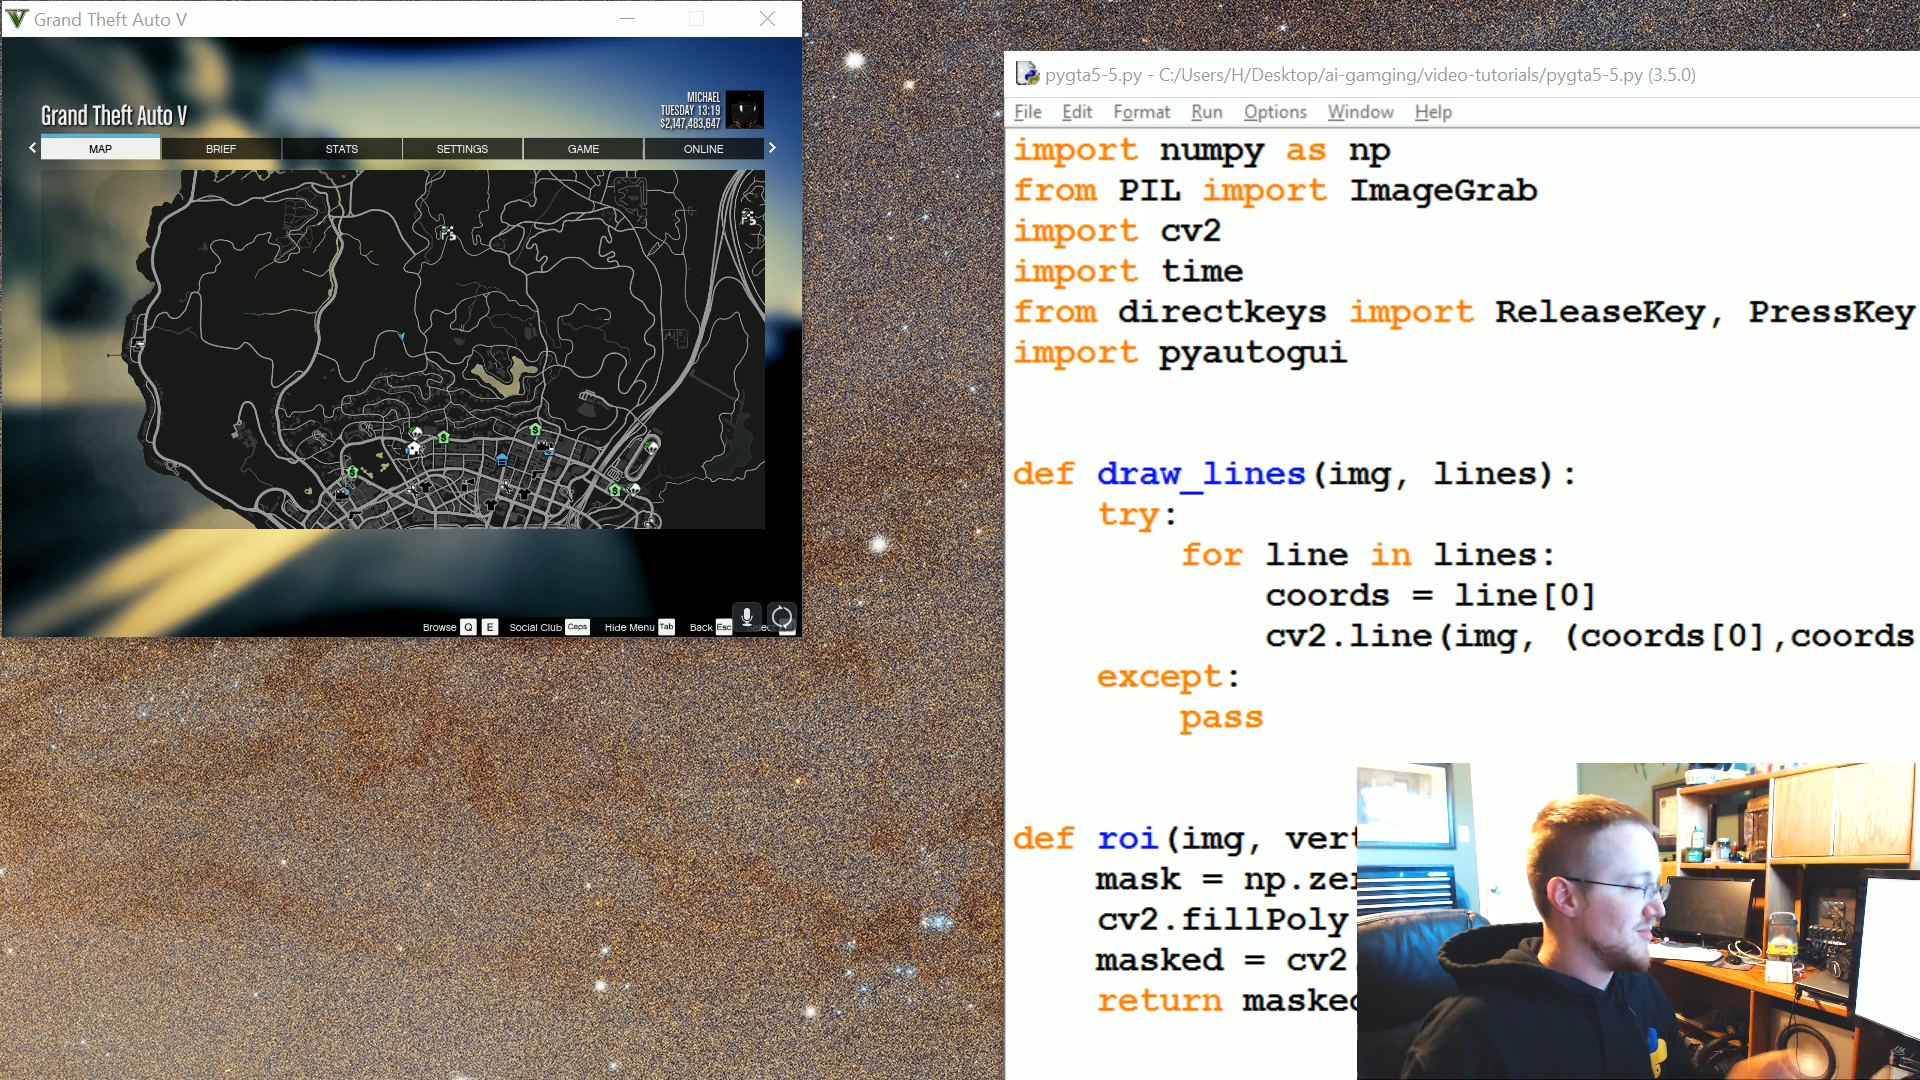 Grand Theft Auto V
Grand Theft Auto V
MICHAEL
TUESDAY 13:19
$2,147,483,647
MAP BRIEF STATS SETTINGS GAME ONLINE
Browse Q E Social Club Caps Hide Menu Tab Back Esc
pygta5-5.py - C:/Users/H/Desktop/ai-gamging/video-tutorials/pygta5-5.py (3.5.0)
File Edit Format Run Options Window Help
import numpy as np
from PIL import ImageGrab
import cv2
import time
from directkeys import ReleaseKey, PressKey
import pyautogui
def draw_lines(img, lines):
try:
for line in lines:
coords = line[0]
cv2.line(img, (coords[0],coords
except:
pass
def roi(img, vert
mask = np.zer
cv2.fillPoly
masked = cv2.
return masked